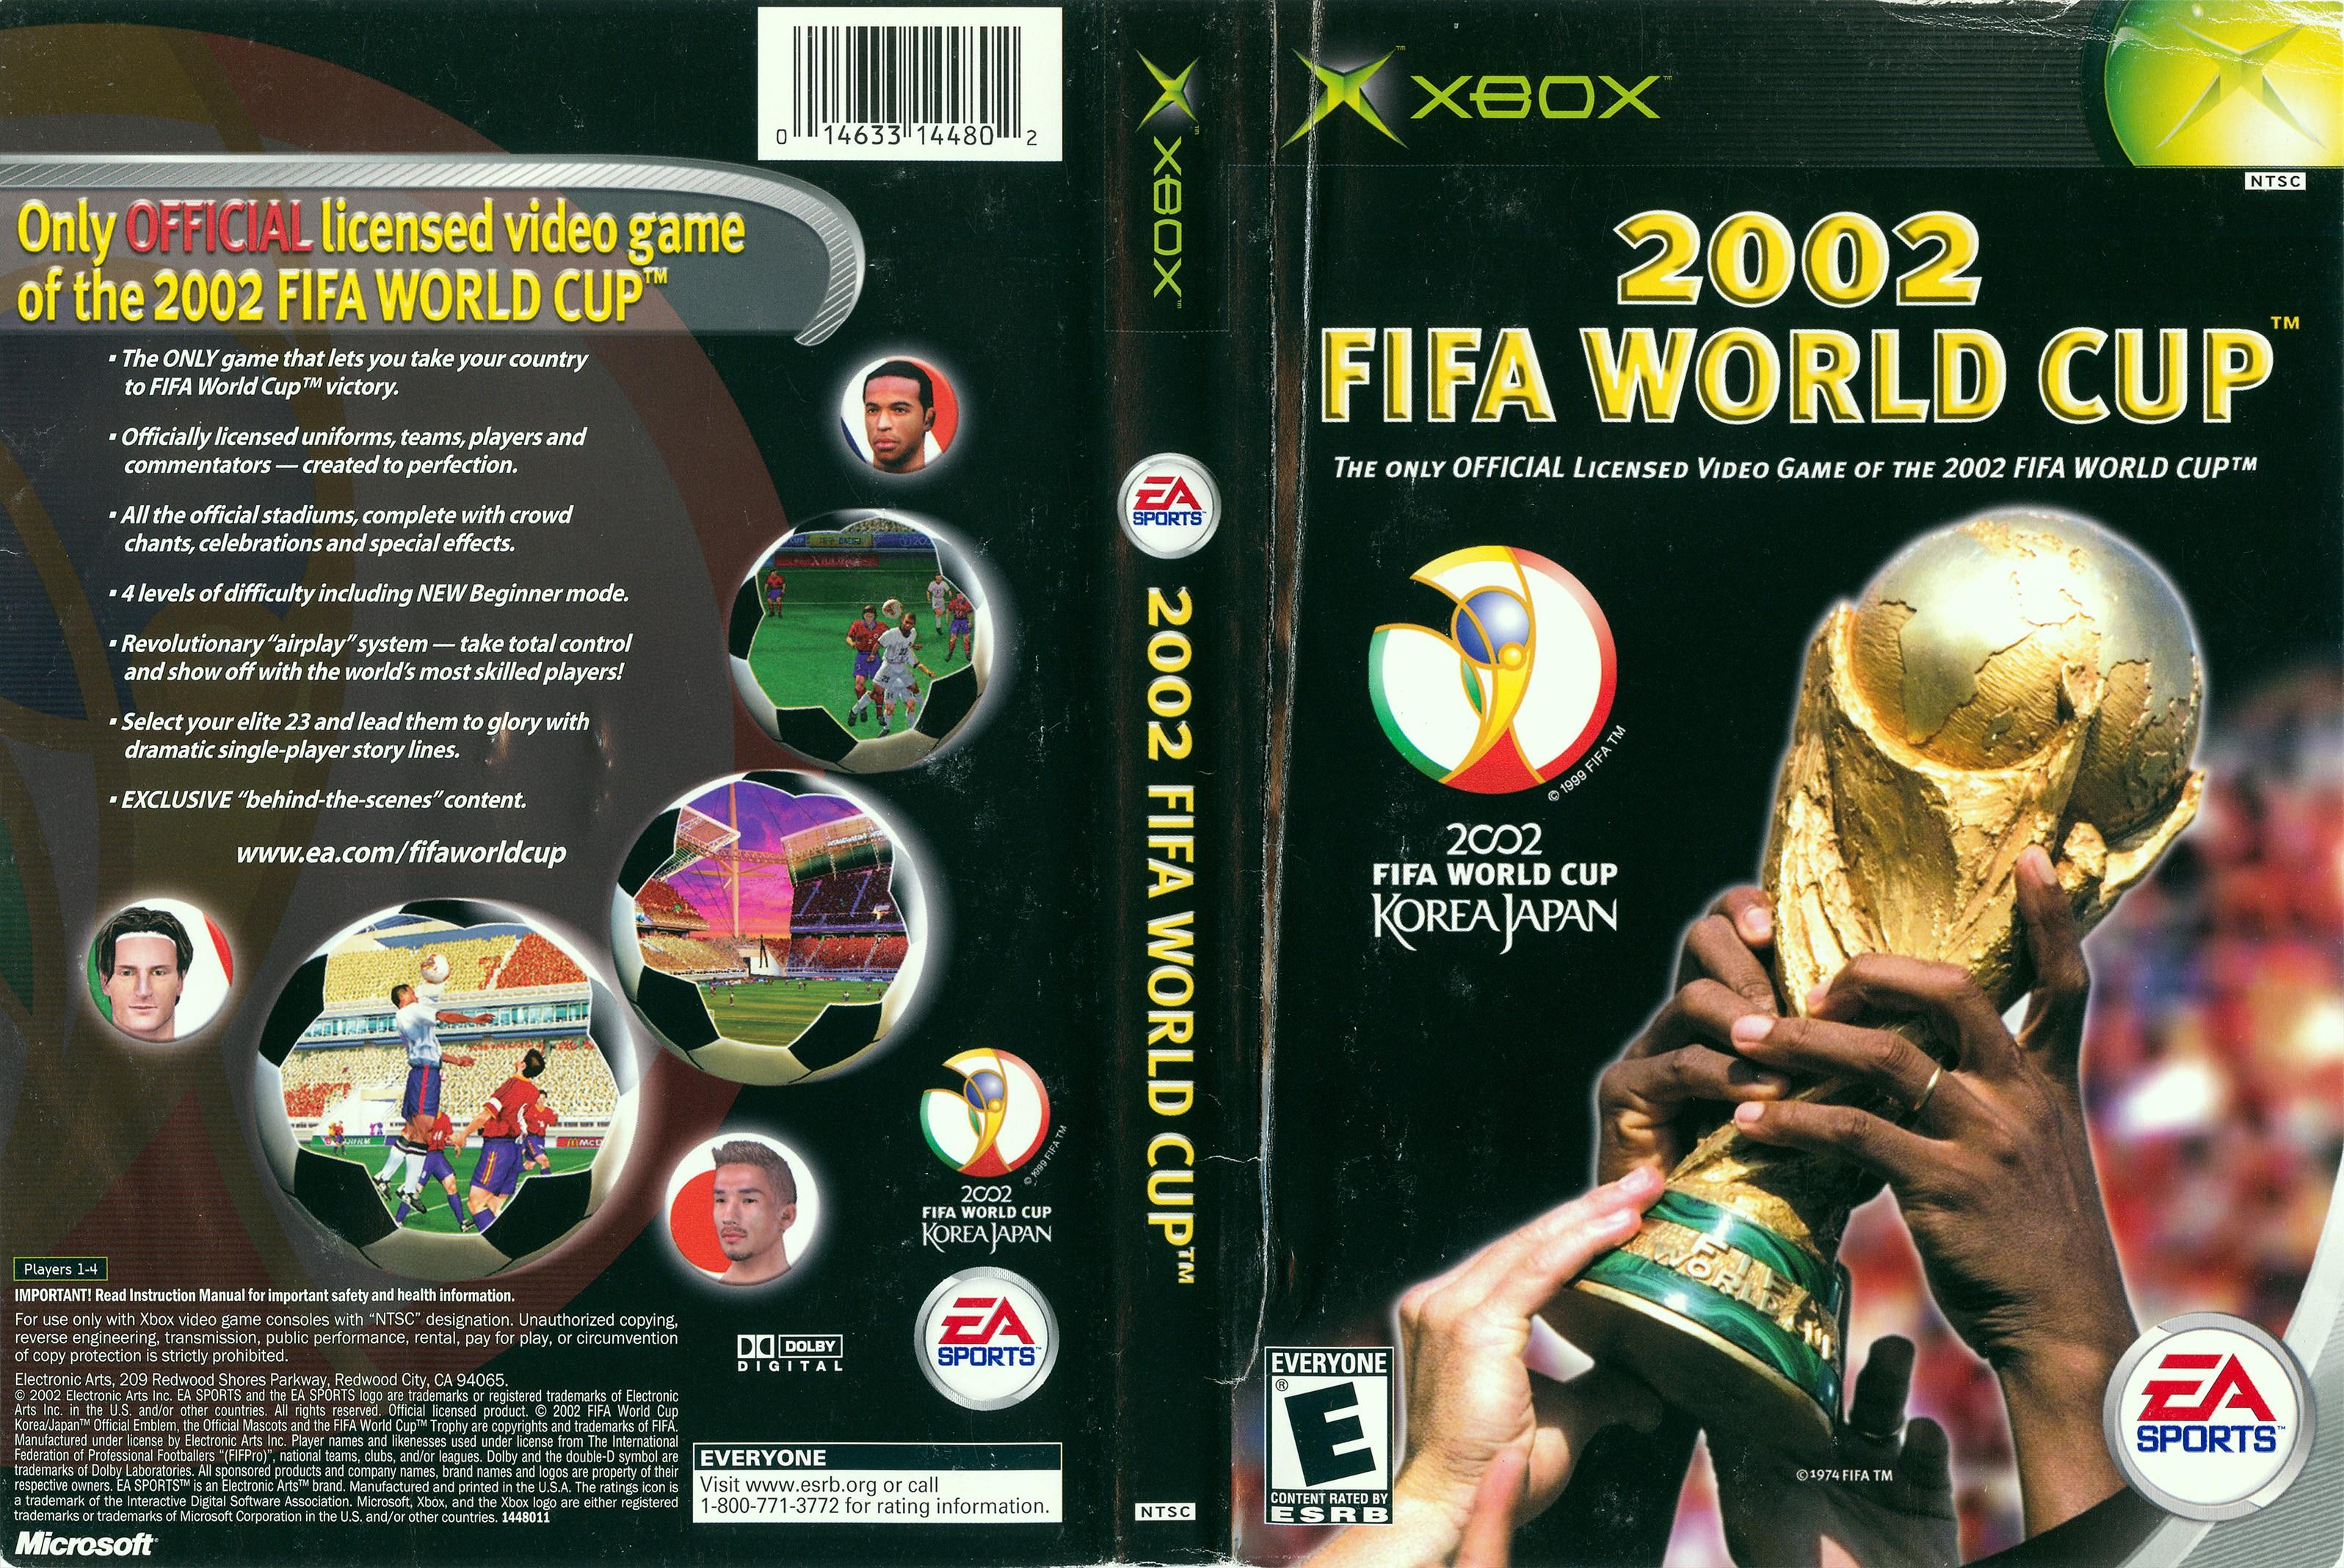 0 14633 14480 2
Only OFFICIAL licensed video game
of the 2002 FIFA WORLD CUP™
▪ The ONLY game that lets you take your country
to FIFA World Cup™ victory.
▪ Officially licensed uniforms, teams, players and
commentators — created to perfection.
▪ All the official stadiums, complete with crowd
chants, celebrations and special effects.
▪ 4 levels of difficulty including NEW Beginner mode.
▪ Revolutionary “airplay” system — take total control
and show off with the world’s most skilled players!
▪ Select your elite 23 and lead them to glory with
dramatic single-player story lines.
▪ EXCLUSIVE “behind-the-scenes” content.
www.ea.com/fifaworldcup
© 1999 FIFA TM
2002
FIFA WORLD CUP
KOREA JAPAN
EA
SPORTS™
Players 1-4
IMPORTANT! Read Instruction Manual for important safety and health information.
For use only with Xbox video game consoles with “NTSC” designation. Unauthorized copying,
reverse engineering, transmission, public performance, rental, pay for play, or circumvention
of copy protection is strictly prohibited.
Electronic Arts, 209 Redwood Shores Parkway, Redwood City, CA 94065.
© 2002 Electronic Arts Inc. EA SPORTS and the EA SPORTS logo are trademarks or registered trademarks of Electronic
Arts Inc. in the U.S. and/or other countries. All rights reserved. Official licensed product. © 2002 FIFA World Cup
Korea/Japan™ Official Emblem, the Official Mascots and the FIFA World Cup™ Trophy are copyrights and trademarks of FIFA.
Manufactured under license by Electronic Arts Inc. Player names and likenesses used under license from The International
Federation of Professional Footballers “(FIFPro)”, national teams, clubs, and/or leagues. Dolby and the double-D symbol are
trademarks of Dolby Laboratories. All sponsored products and company names, brand names and logos are property of their
respective owners. EA SPORTS™ is an Electronic Arts™ brand. Manufactured and printed in the U.S.A. The ratings icon is
a trademark of the Interactive Digital Software Association. Microsoft, Xbox, and the Xbox logo are either registered
trademarks or trademarks of Microsoft Corporation in the U.S. and/or other countries. 1448011
Microsoft®
DOLBY
DIGITAL
EVERYONE
Visit www.esrb.org or call
1-800-771-3772 for rating information.
XBOX™
EA
SPORTS™
2002 FIFA WORLD CUP™
NTSC
XBOX™
NTSC
2002
FIFA WORLD CUP™
THE ONLY OFFICIAL LICENSED VIDEO GAME OF THE 2002 FIFA WORLD CUP™
© 1999 FIFA TM
2002
FIFA WORLD CUP
KOREA JAPAN
FIFA
WORLD
EVERYONE
E
®
CONTENT RATED BY
ESRB
© 1974 FIFA TM
EA
SPORTS™